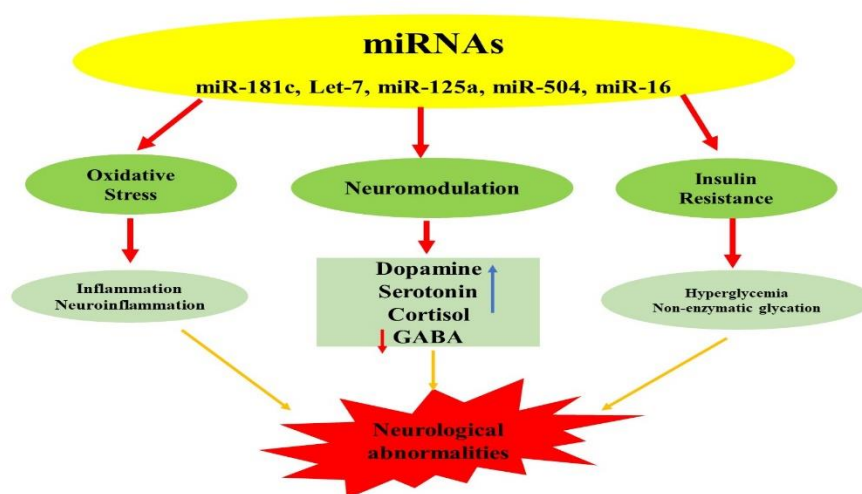 miRNAs
miR-181c, Let-7, miR-125a, miR-504, miR-16
Oxidative
Stress
Neuromodulation
Insulin
Resistance
Inflammation
Neuroinflammation
Dopamine
Serotonin
Cortisol
GABA
Hyperglycemia
Non-enzymatic glycation
Neurological
abnormalities